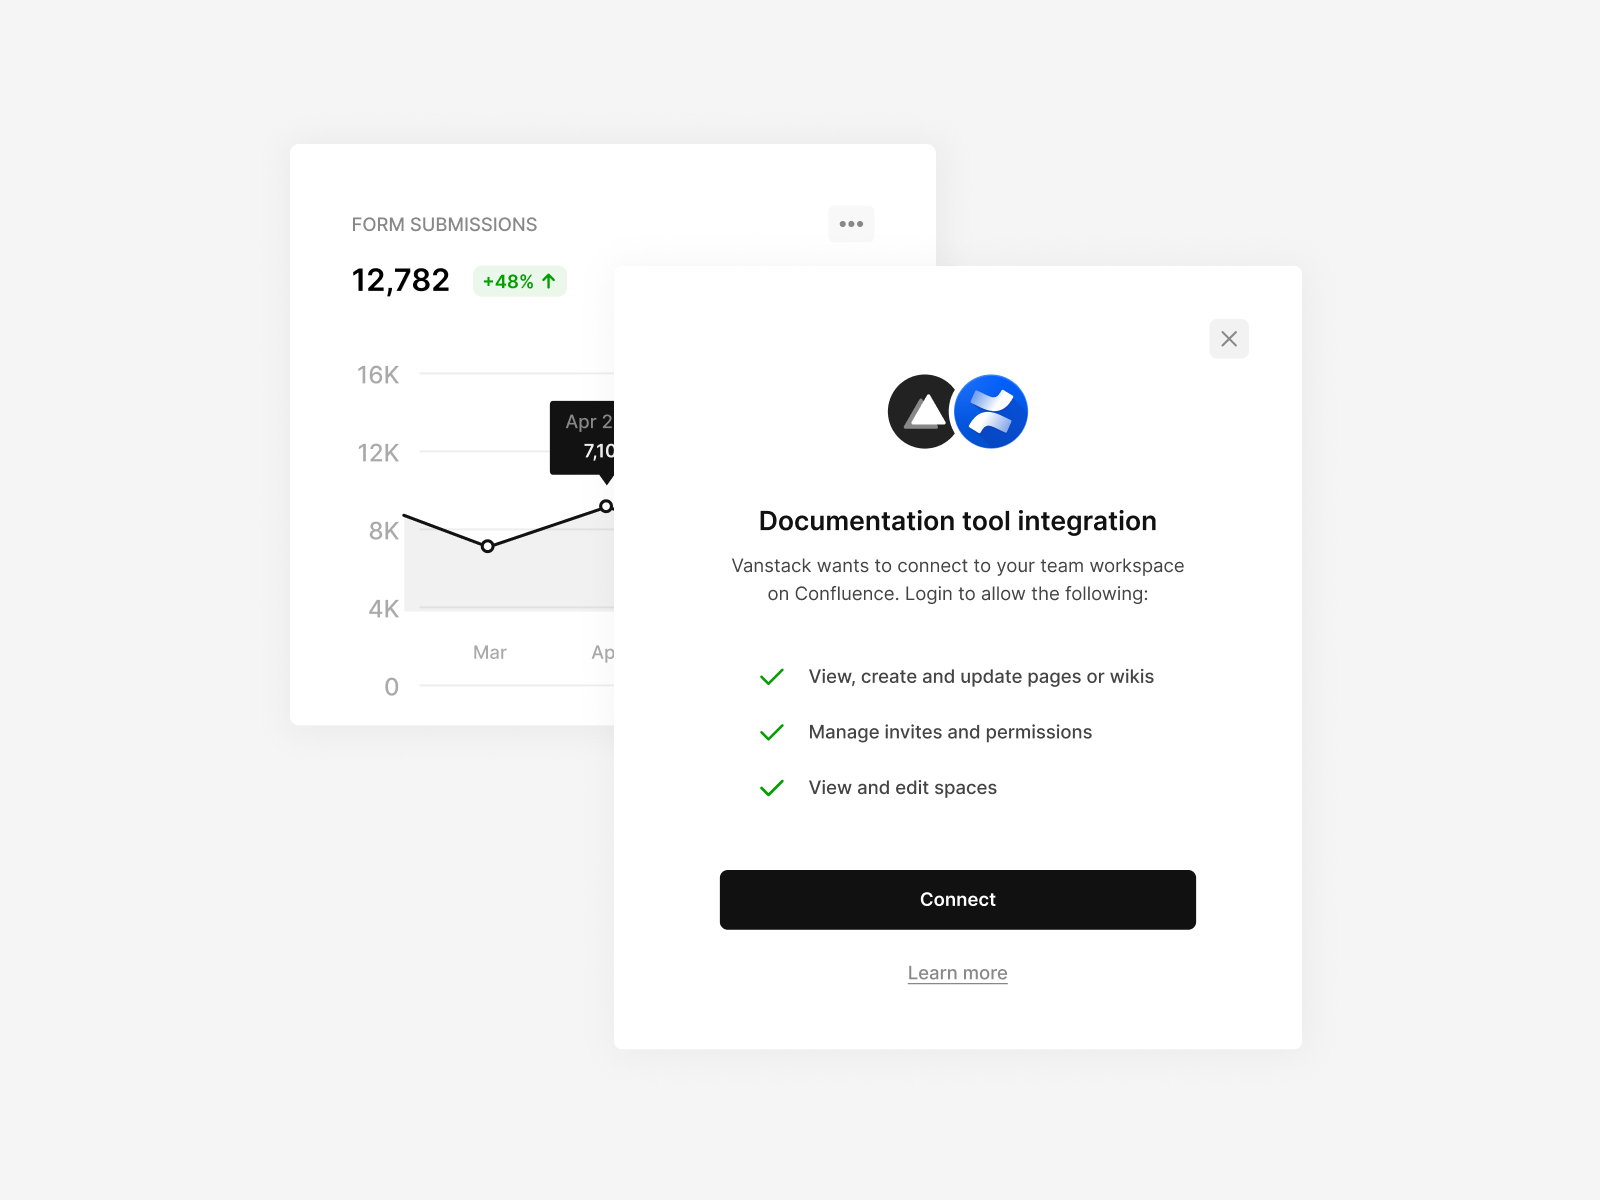 FORM SUBMISSIONS
12,782 +48%
16K
12K
8K
4K
0
Apr 2
7,10
Mar
Documentation tool integration
Vanstack wants to connect to your team workspace
on Confluence. Login to allow the following:
View, create and update pages or wikis
Manage invites and permissions
View and edit spaces
Connect
Learn more